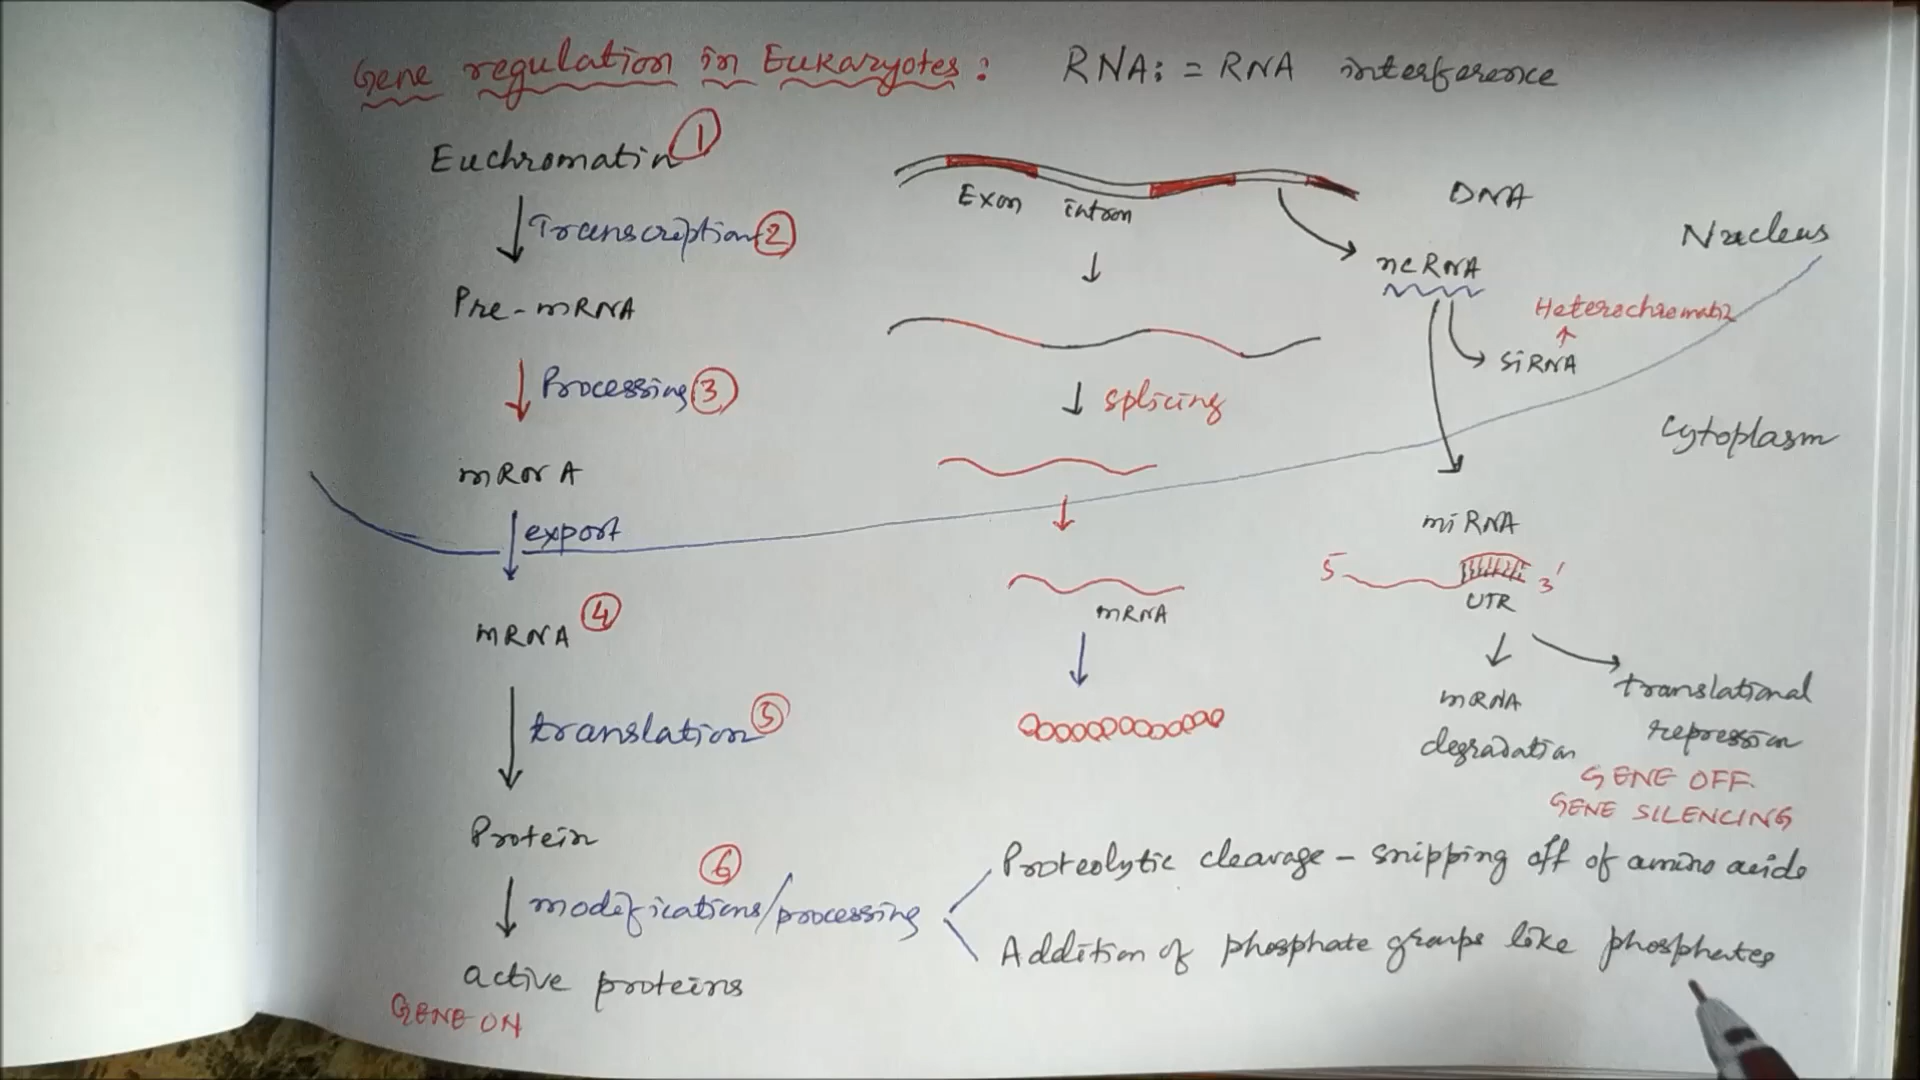 Gene regulation in Eukaryotes: RNAi = RNA interference
Euchromatin 1
Transcription 2
Pre-mRNA
Processing 3
mRNA
export
mRNA 4
translation 5
Protein
6
modifications/processing
active proteins
GENE ON
Exon intron
DNA
Nucleus
ncRNA
Heterochromatin
siRNA
splicing
Cytoplasm
miRNA
5' 3'
UTR
mRNA
mRNA
degradation
translational
repression
GENE OFF
GENE SILENCING
Proteolytic cleavage - snipping off of amino acids
Addition of phosphate groups like phosphates